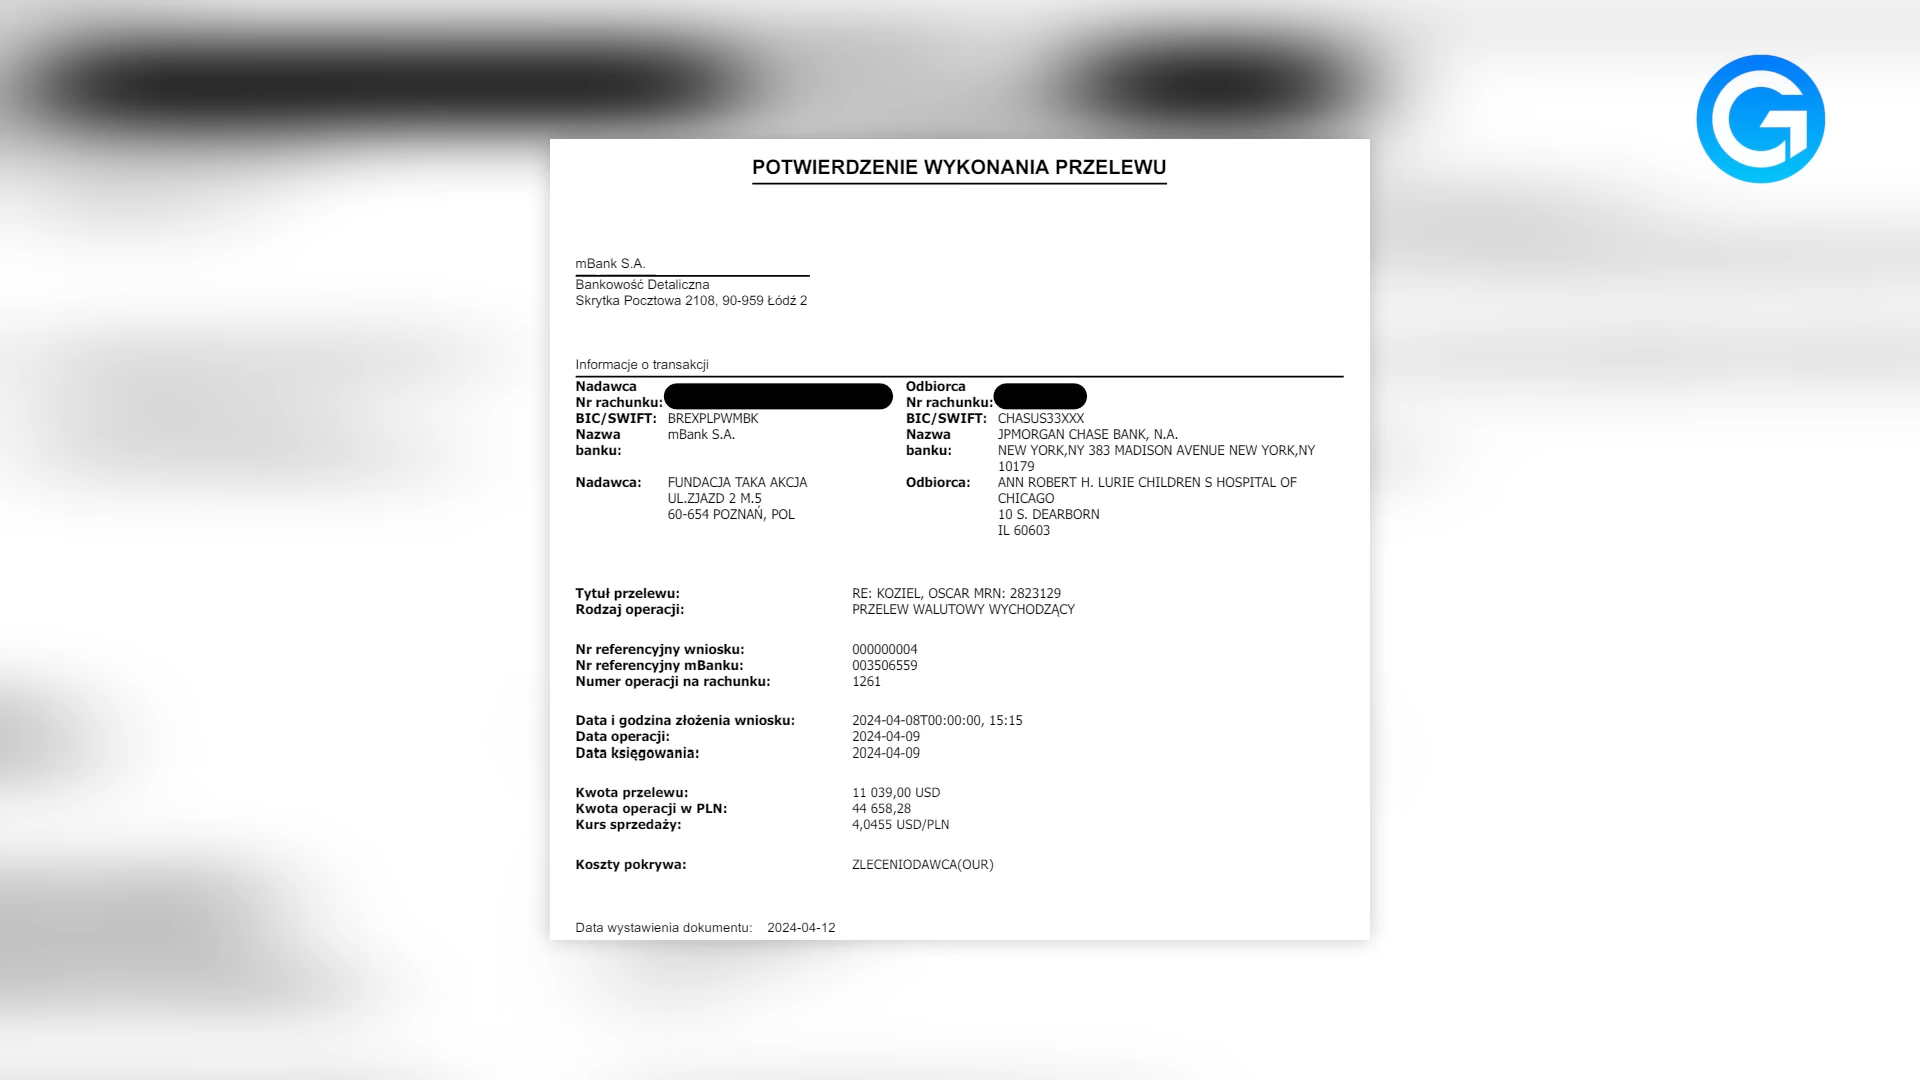 POTWIERDZENIE WYKONANIA PRZELEWU
mBank S.A.
Bankowość Detaliczna
Skrytka Pocztowa 2108, 90-959 Łódź 2
Informacje o transakcji
Nadawca
Nr rachunku:
BIC/SWIFT: BREXPLPWMBK
Nazwa banku: mBank S.A.
Nadawca: FUNDACJA TAKA AKCJA
UL.ZJAZD 2 M.5
60-654 POZNAŃ, POL
Odbiorca
Nr rachunku:
BIC/SWIFT: CHASUS33XXX
Nazwa JPMORGAN CHASE BANK, N.A.
banku: NEW YORK,NY 383 MADISON AVENUE NEW YORK,NY
10179
Odbiorca: ANN ROBERT H. LURIE CHILDREN S HOSPITAL OF
CHICAGO
10 S. DEARBORN
IL 60603
Tytuł przelewu: RE: KOZIEL, OSCAR MRN: 2823129
Rodzaj operacji: PRZELEW WALUTOWY WYCHODZĄCY
Nr referencyjny wniosku: 000000004
Nr referencyjny mBanku: 003506559
Numer operacji na rachunku: 1261
Data i godzina złożenia wniosku: 2024-04-08T00:00:00, 15:15
Data operacji: 2024-04-09
Data księgowania: 2024-04-09
Kwota przelewu: 11 039,00 USD
Kwota operacji w PLN: 44 658,28
Kurs sprzedaży: 4,0455 USD/PLN
Koszty pokrywa: ZLECENIODAWCA(OUR)
Data wystawienia dokumentu: 2024-04-12